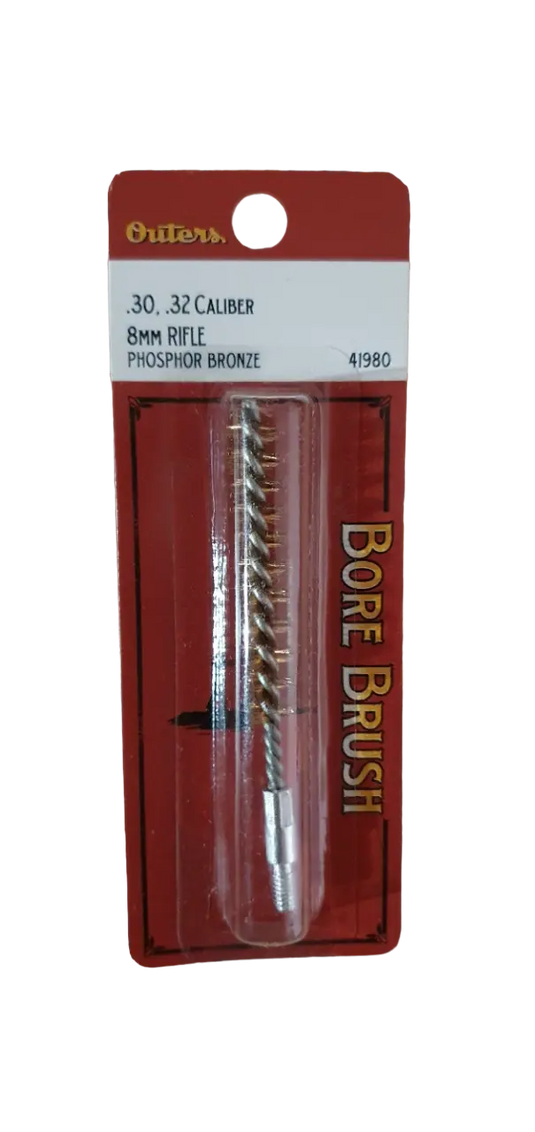 Outers.
.30, .32 CALIBER
8MM RIFLE
PHOSPHOR BRONZE 41980
BORE BRUSH